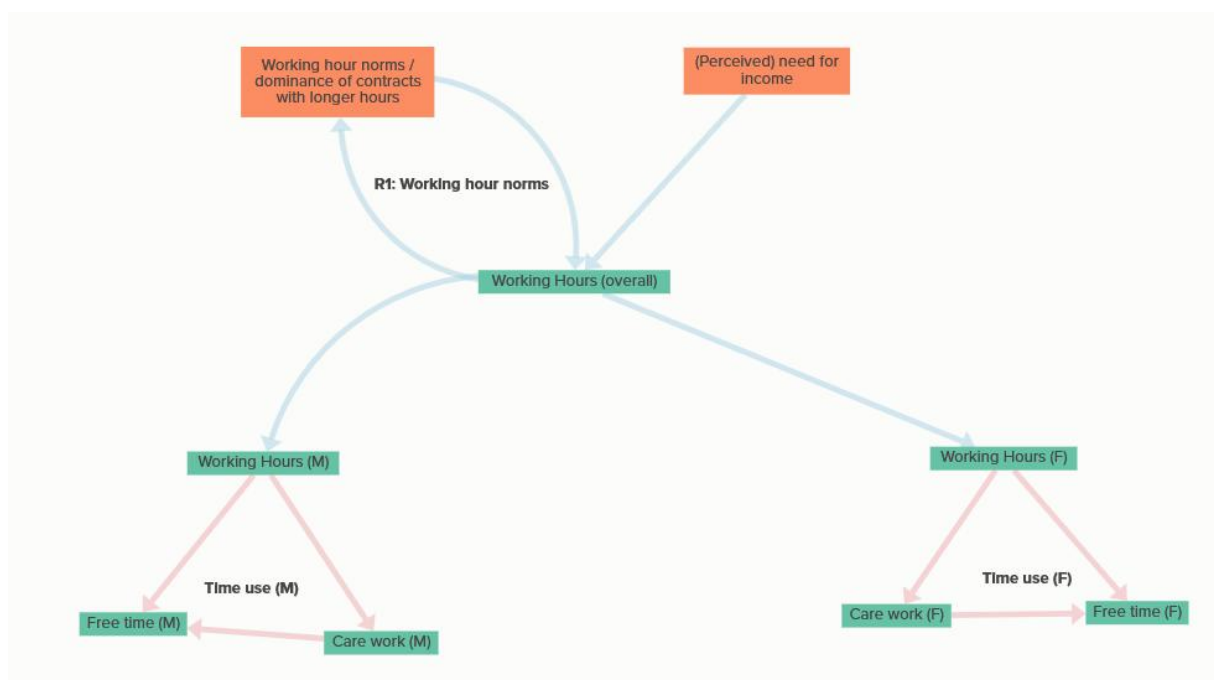 Working hour norms /
dominance of contracts
with longer hours
(Perceived) need for
income
R1: Working hour norms
Working Hours (overall)
Working Hours (M)
Working Hours (F)
Time use (M)
Time use (F)
Free time (M)
Care work (M)
Care work (F)
Free time (F)